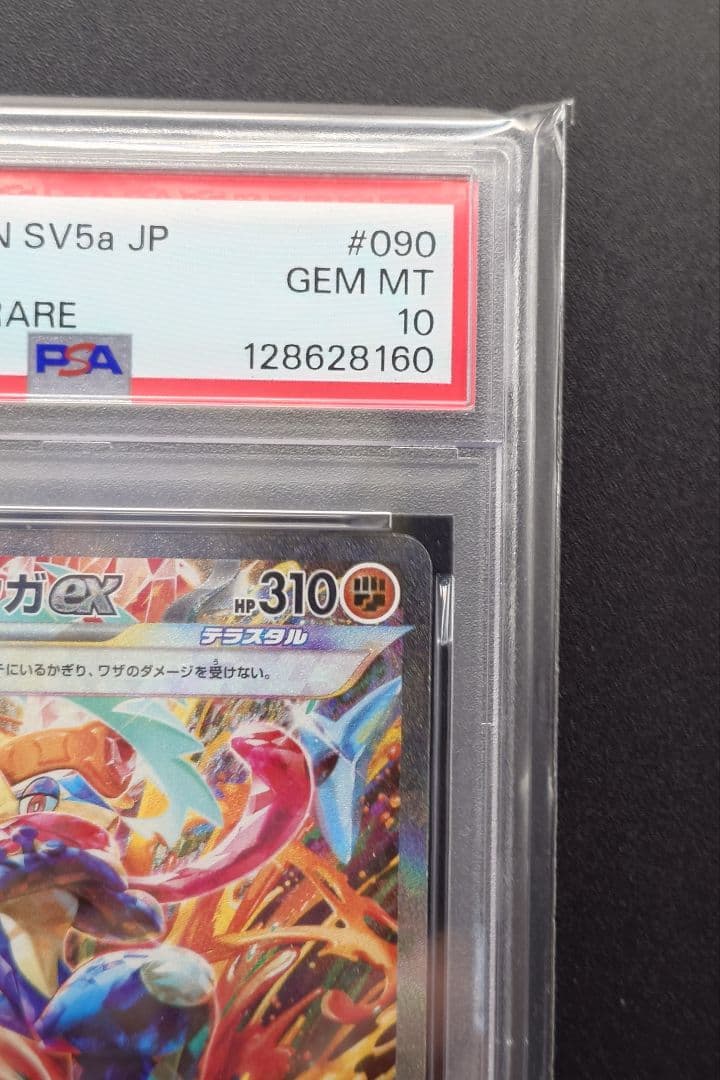 N SV5a JP #090
GEM MT
RARE 10
PSA 128628160
ガex HP310
テラスタル
チにいるかぎり、ワザのダメージを受けない。